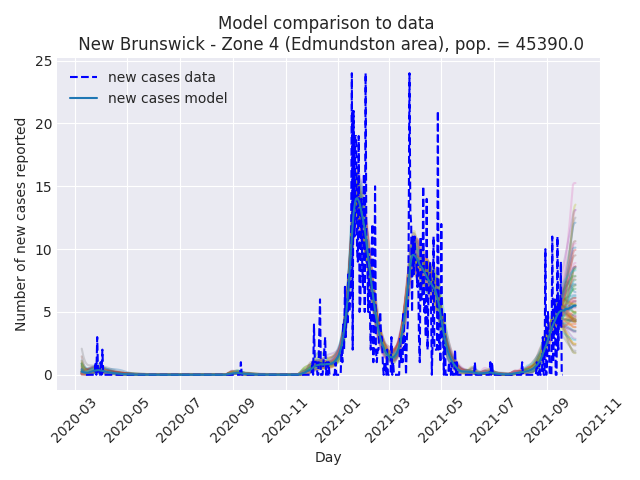 Model comparison to data
New Brunswick - Zone 4 (Edmundston area), pop. = 45390.0
new cases data
new cases model
Number of new cases reported
25
20
15
10
5
0
2020-03
2020-05
2020-07
2020-09
2020-11
2021-01
2021-03
2021-05
2021-07
2021-09
2021-11
Day